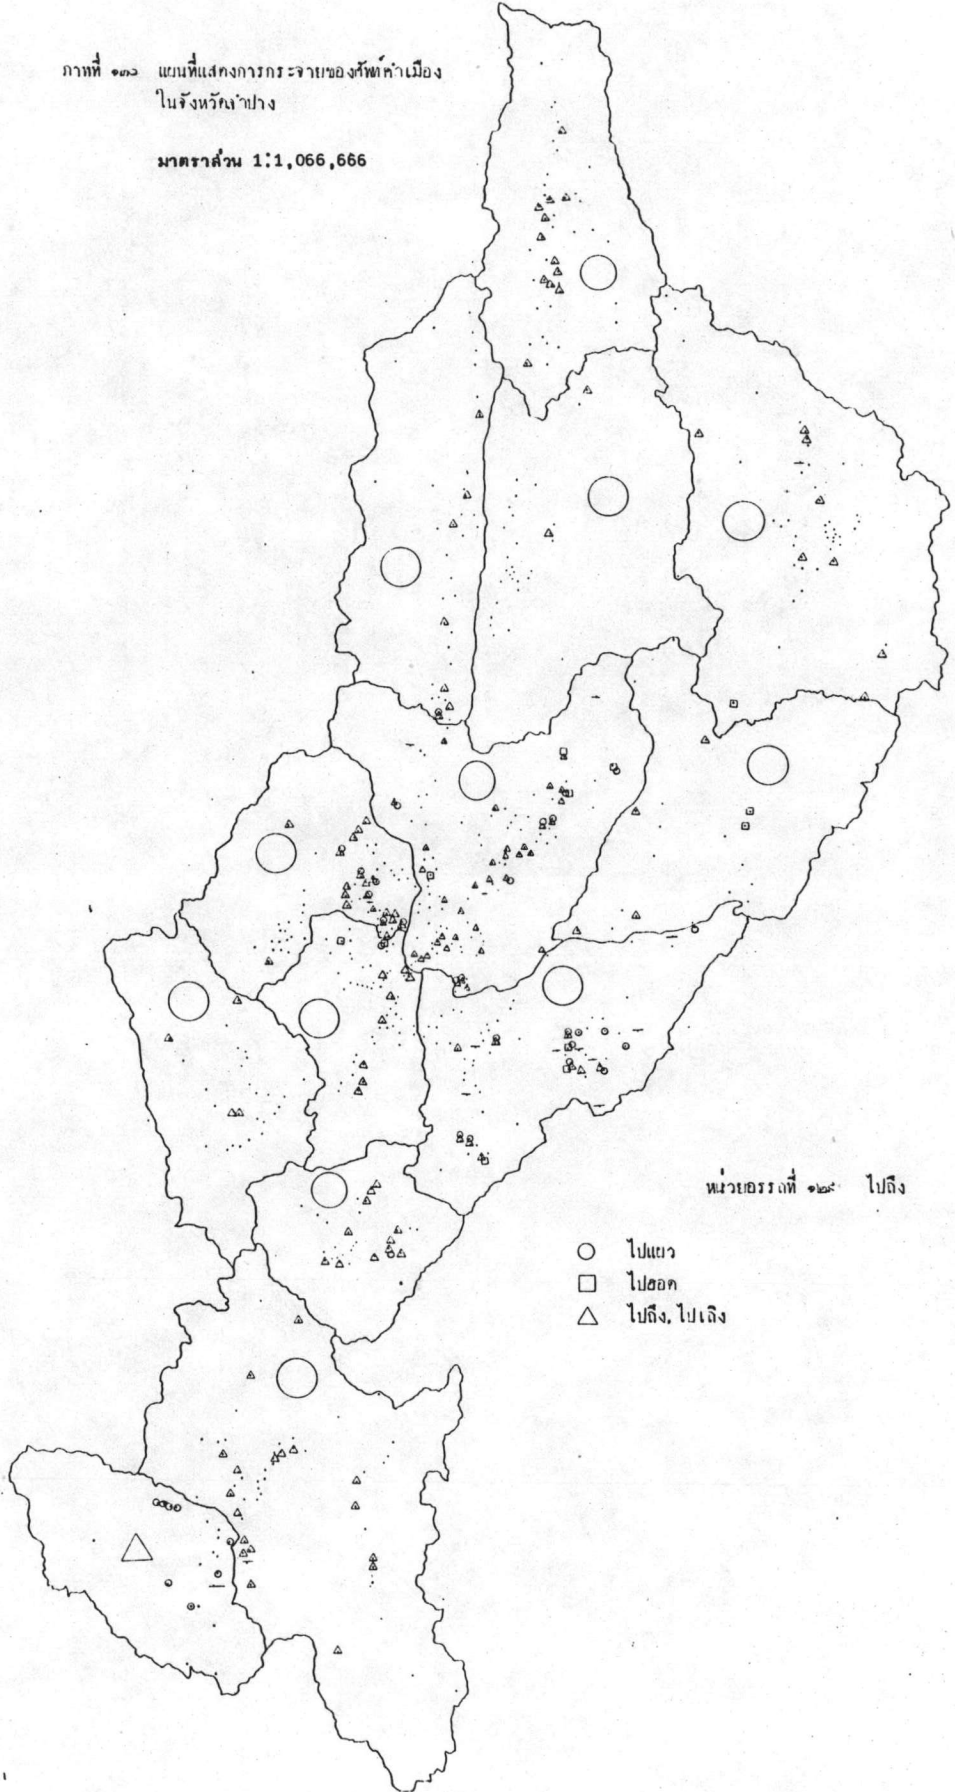 ภาพที่ ๑๓๖ แผนที่แสดงการกระจายของศัพท์คำเมือง
ในจังหวัดลำปาง
มาตราส่วน 1:1,066,666
หน่วยอรรถที่ ๑๒๙ ไปถึง
ไปแผว
ไปฮอด
ไปถึง, ไปเถิง